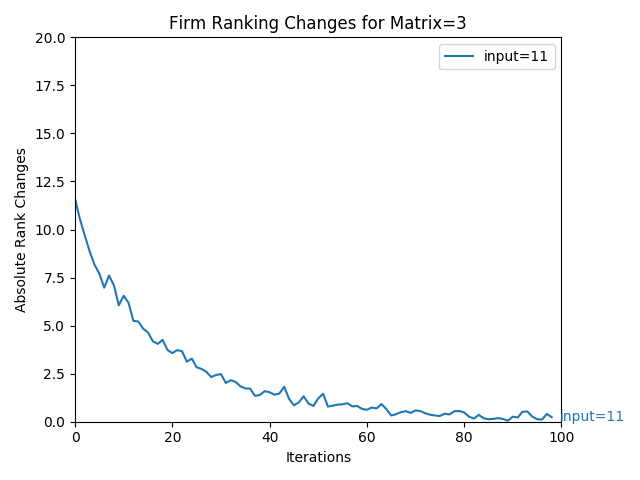 Firm Ranking Changes for Matrix=3
20.0
17.5
15.0
12.5
10.0
7.5
5.0
2.5
0.0
Absolute Rank Changes
input=11
input=11
0 20 40 60 80 100
Iterations